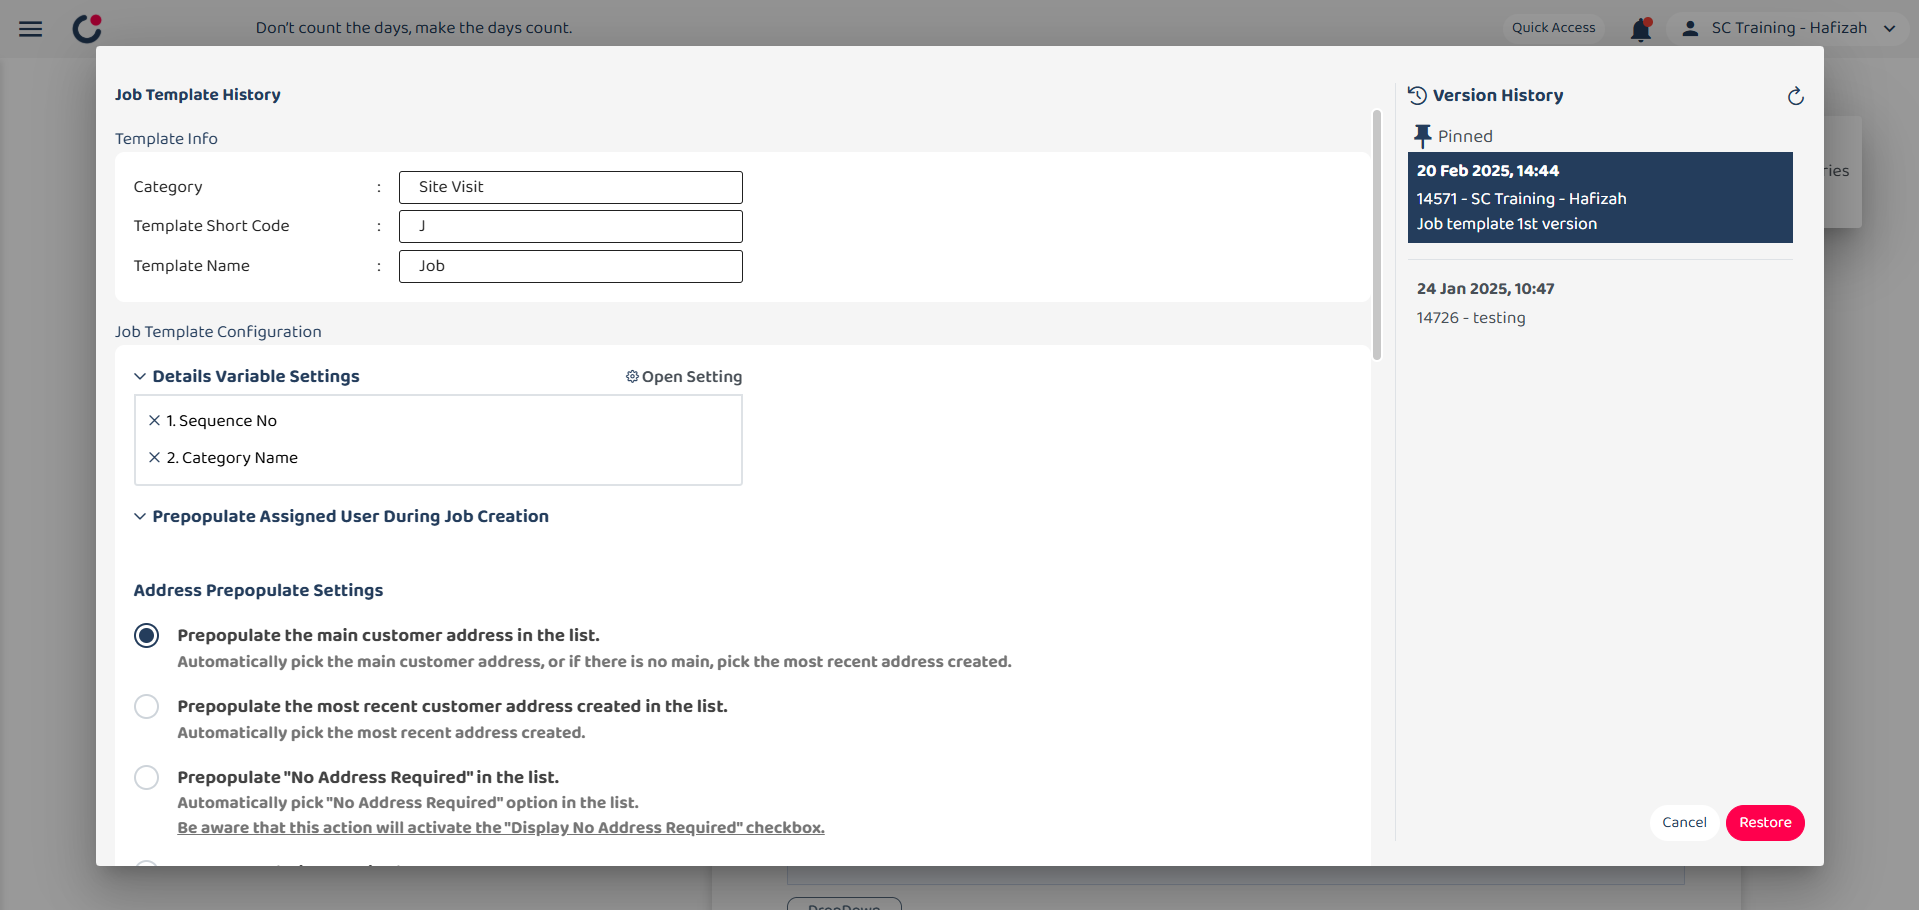 Don't count the days, make the days count.
Quick Access
SC Training - Hafizah
Job Template History
Template Info
Category : Site Visit
Template Short Code : J
Template Name : Job
Job Template Configuration
Details Variable Settings
Open Setting
1. Sequence No
2. Category Name
Prepopulate Assigned User During Job Creation
Address Prepopulate Settings
Prepopulate the main customer address in the list.
Automatically pick the main customer address, or if there is no main, pick the most recent address created.
Prepopulate the most recent customer address created in the list.
Automatically pick the most recent address created.
Prepopulate "No Address Required" in the list.
Automatically pick "No Address Required" option in the list.
Be aware that this action will activate the "Display No Address Required" checkbox.
Version History
Pinned
20 Feb 2025, 14:44
14571 - SC Training - Hafizah
Job template 1st version
24 Jan 2025, 10:47
14726 - testing
Cancel
Restore
ries